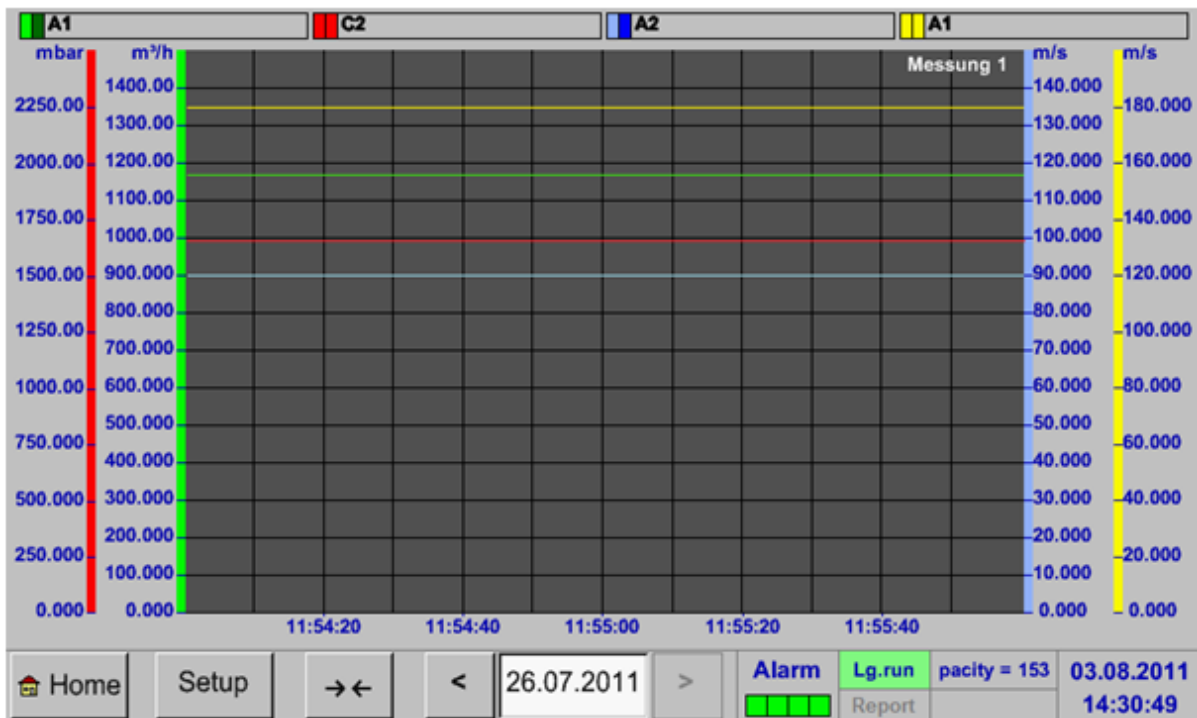 A1 C2 A2 A1
mbar m³/h Messung 1 m/s m/s
1400.00 140.000
2250.00 180.000
1300.00 130.000
2000.00 1200.00 120.000 160.000
1100.00 110.000
1750.00 140.000
1000.00 100.000
1500.00 900.000 90.000 120.000
800.000 80.000
1250.00 100.000
700.000 70.000
1000.00 600.000 60.000 80.000
500.000 50.000
750.000 60.000
400.000 40.000
500.000 300.000 30.000 40.000
200.000 20.000
250.000 20.000
100.000 10.000
0.000 0.000 0.000 0.000
11:54:20 11:54:40 11:55:00 11:55:20 11:55:40
Home Setup →← < 26.07.2011 > Alarm Lg.run pacity = 153 03.08.2011
Report 14:30:49